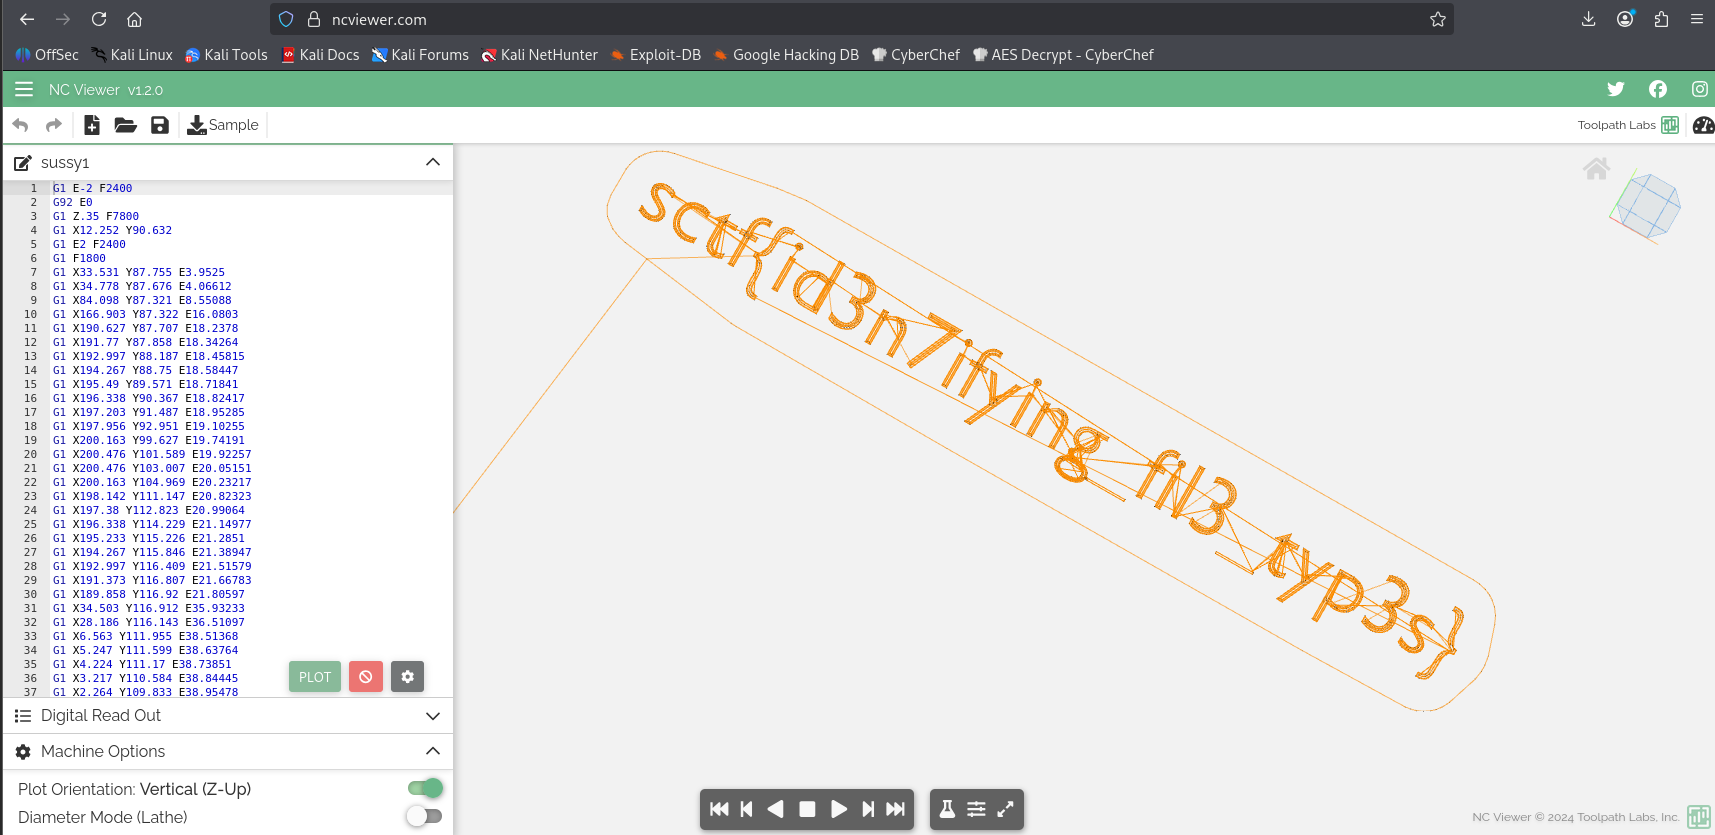 ncviewer.com
OffSec Kali Linux Kali Tools Kali Docs Kali Forums Kali NetHunter Exploit-DB Google Hacking DB CyberChef AES Decrypt - CyberChef
NC Viewer v1.2.0
Sample
Toolpath Labs
sussy1
1 G1 E-2 F2400
2 G92 E0
3 G1 Z.35 F7800
4 G1 X12.252 Y90.632
5 G1 E2 F2400
6 G1 F1800
7 G1 X33.531 Y87.755 E3.9525
8 G1 X34.778 Y87.676 E4.06612
9 G1 X84.098 Y87.321 E8.55088
10 G1 X166.903 Y87.322 E16.0803
11 G1 X190.627 Y87.707 E18.2378
12 G1 X191.77 Y87.858 E18.34264
13 G1 X192.997 Y88.187 E18.45815
14 G1 X194.267 Y88.75 E18.58447
15 G1 X195.49 Y89.571 E18.71841
16 G1 X196.338 Y90.367 E18.82417
17 G1 X197.203 Y91.487 E18.95285
18 G1 X197.956 Y92.951 E19.10255
19 G1 X200.163 Y99.627 E19.74191
20 G1 X200.476 Y101.589 E19.92257
21 G1 X200.476 Y103.007 E20.05151
22 G1 X200.163 Y104.969 E20.23217
23 G1 X198.142 Y111.147 E20.82323
24 G1 X197.38 Y112.823 E20.99064
25 G1 X196.338 Y114.229 E21.14977
26 G1 X195.233 Y115.226 E21.2851
27 G1 X194.267 Y115.846 E21.38947
28 G1 X192.997 Y116.409 E21.51579
29 G1 X191.373 Y116.807 E21.66783
30 G1 X189.858 Y116.92 E21.80597
31 G1 X34.503 Y116.912 E35.93233
32 G1 X28.186 Y116.143 E36.51097
33 G1 X6.563 Y111.955 E38.51368
34 G1 X5.247 Y111.599 E38.63764
35 G1 X4.224 Y111.17 E38.73851
36 G1 X3.217 Y110.584 E38.84445
37 G1 X2.264 Y109.833 E38.95478
PLOT
sctf{id3n7ifying_fil3_typ3s}
Digital Read Out
Machine Options
Plot Orientation: Vertical (Z-Up)
Diameter Mode (Lathe)
NC Viewer © 2024 Toolpath Labs, Inc.